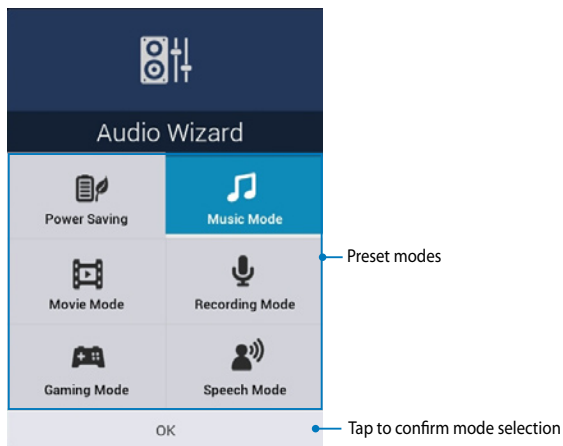 Audio Wizard
Power Saving
Music Mode
Preset modes
Movie Mode
Recording Mode
Gaming Mode
Speech Mode
OK
Tap to confirm mode selection